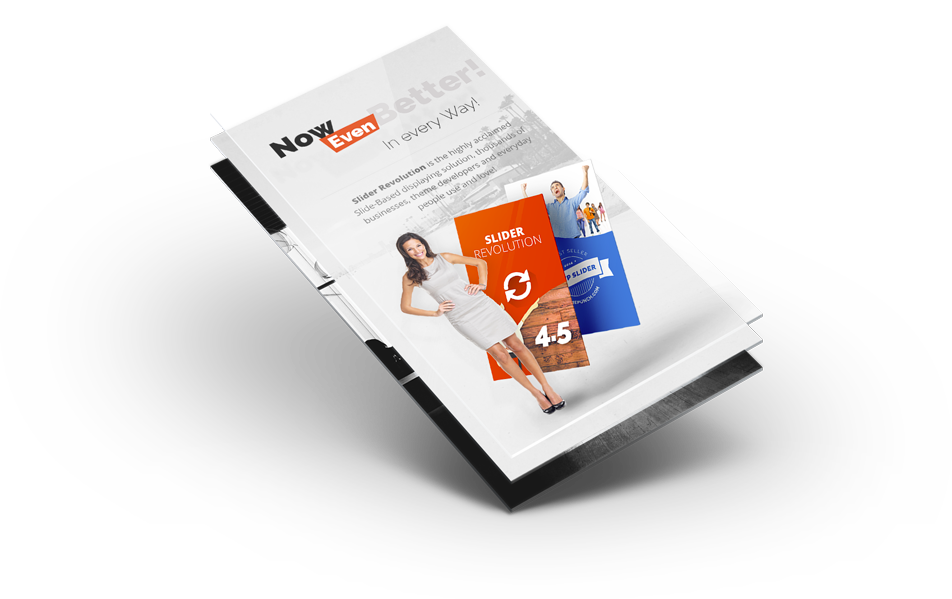 Now Even Better!
In every Way!
Slider Revolution is the highly acclaimed
Slide-Based displaying solution, thousands of
businesses, theme developers and everyday
people use and love!
SLIDER
REVOLUTION
4.5
SELLER
SLIDER